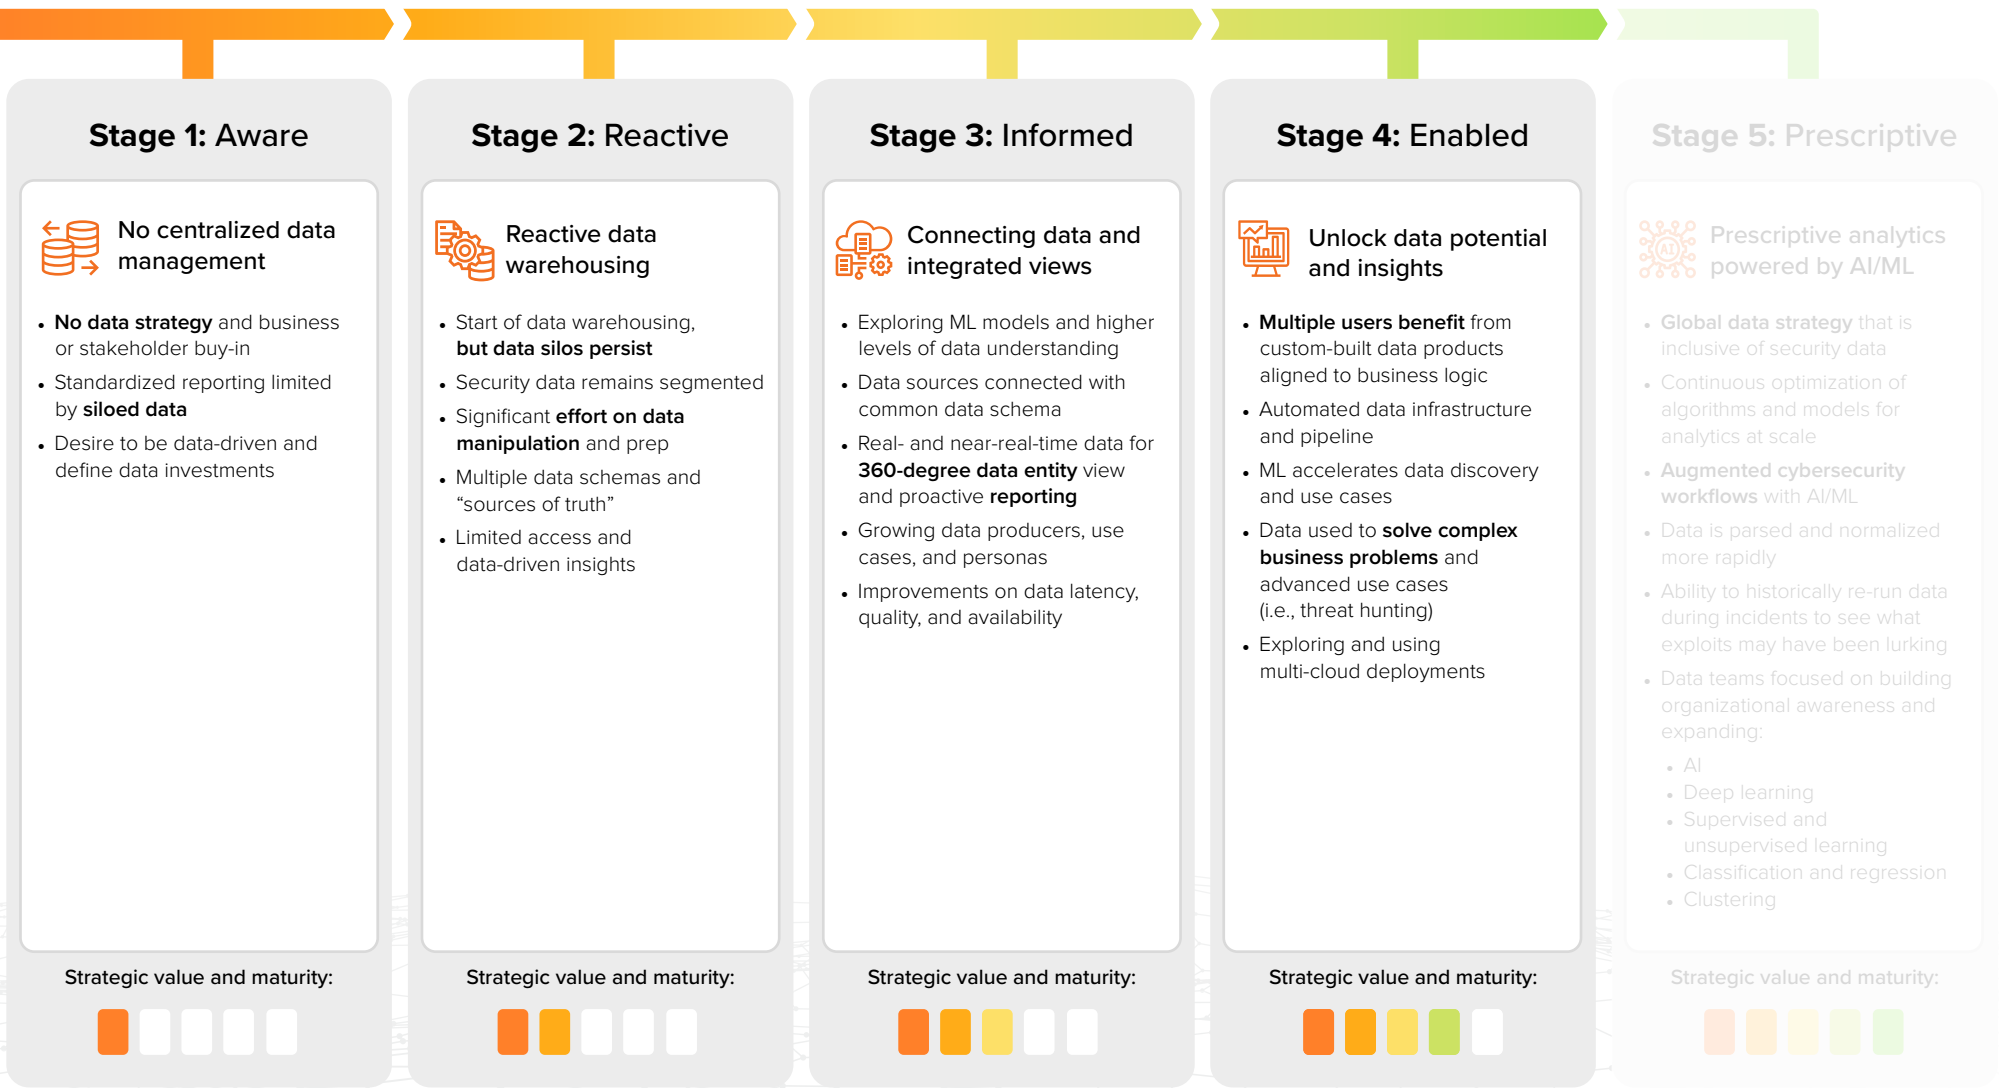 Stage 1: Aware
No centralized data
management
• No data strategy and business
or stakeholder buy-in
• Standardized reporting limited
by siloed data
• Desire to be data-driven and
define data investments
Strategic value and maturity:
Stage 2: Reactive
Reactive data
warehousing
• Start of data warehousing,
but data silos persist
• Security data remains segmented
• Significant effort on data
manipulation and prep
• Multiple data schemas and
“sources of truth”
• Limited access and
data-driven insights
Strategic value and maturity:
Stage 3: Informed
Connecting data and
integrated views
• Exploring ML models and higher
levels of data understanding
• Data sources connected with
common data schema
• Real- and near-real-time data for
360-degree data entity view
and proactive reporting
• Growing data producers, use
cases, and personas
• Improvements on data latency,
quality, and availability
Strategic value and maturity:
Stage 4: Enabled
Unlock data potential
and insights
• Multiple users benefit from
custom-built data products
aligned to business logic
• Automated data infrastructure
and pipeline
• ML accelerates data discovery
and use cases
• Data used to solve complex
business problems and
advanced use cases
(i.e., threat hunting)
• Exploring and using
multi-cloud deployments
Strategic value and maturity:
Stage 5: Prescriptive
AI
Prescriptive analytics
powered by AI/ML
• Global data strategy that is
inclusive of security data
• Continuous optimization of
algorithms and models for
analytics at scale
• Augmented cybersecurity
workflows with AI/ML
• Data is parsed and normalized
more rapidly
• Ability to historically re-run data
during incidents to see what
exploits may have been lurking
• Data teams focused on building
organizational awareness and
expanding:
• AI
• Deep learning
• Supervised and
unsupervised learning
• Classification and regression
• Clustering
Strategic value and maturity: